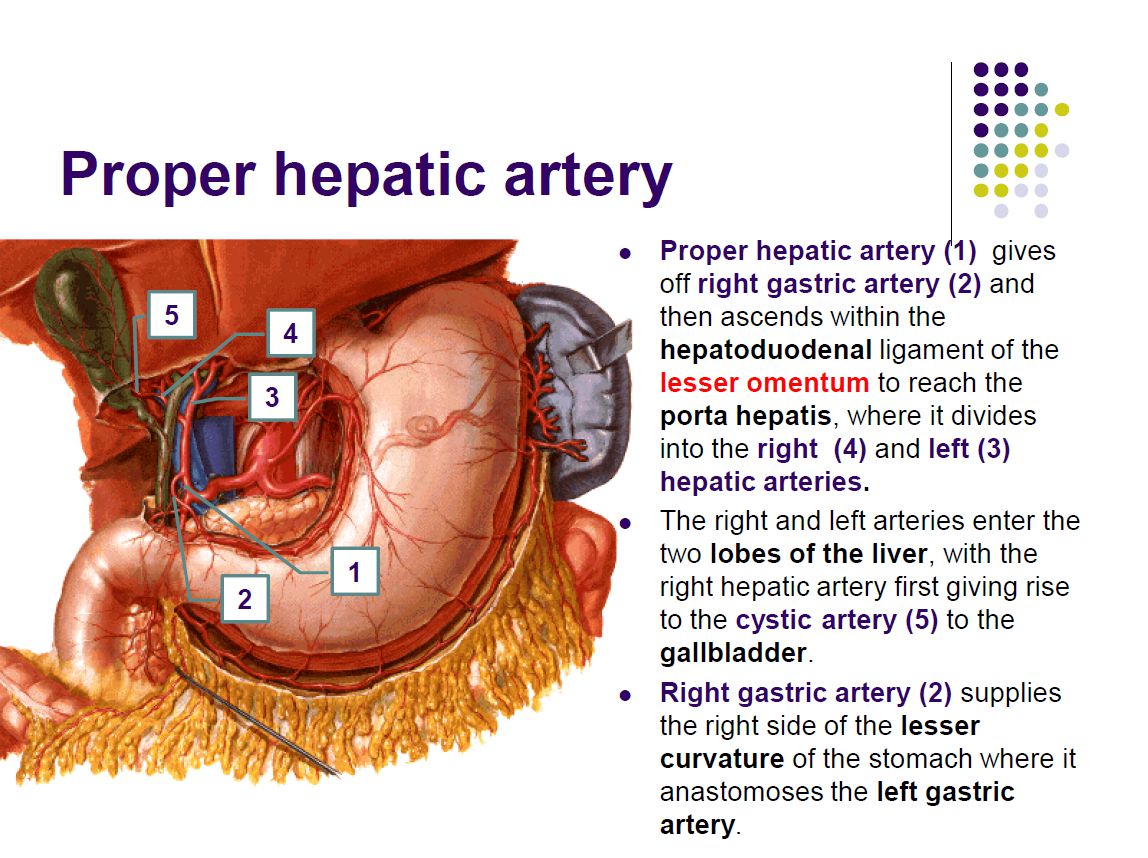 Proper hepatic artery
5
4
3
1
2
● Proper hepatic artery (1) gives
off right gastric artery (2) and
then ascends within the
hepatoduodenal ligament of the
lesser omentum to reach the
porta hepatis, where it divides
into the right (4) and left (3)
hepatic arteries.
● The right and left arteries enter the
two lobes of the liver, with the
right hepatic artery first giving rise
to the cystic artery (5) to the
gallbladder.
● Right gastric artery (2) supplies
the right side of the lesser
curvature of the stomach where it
anastomoses the left gastric
artery.